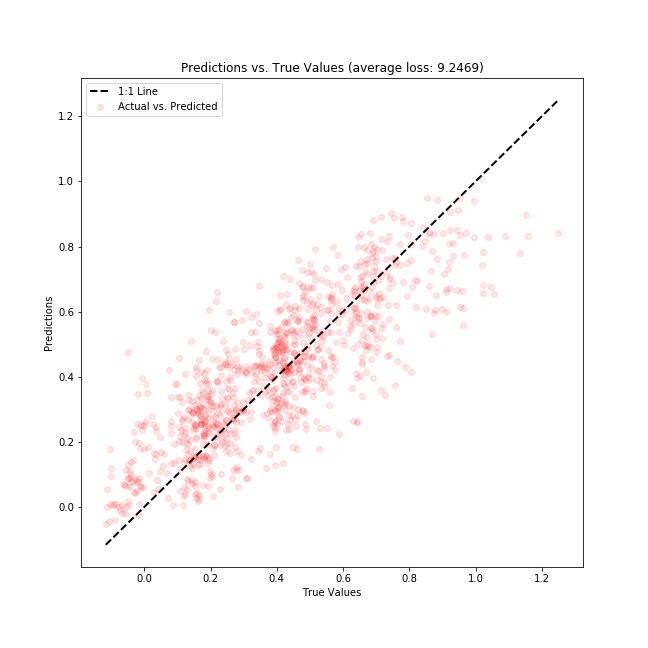 Predictions vs. True Values (average loss: 9.2469)
1:1 Line
Actual vs. Predicted
1.2
1.0
0.8
0.6
0.4
0.2
0.0
Predictions
0.0 0.2 0.4 0.6 0.8 1.0 1.2
True Values